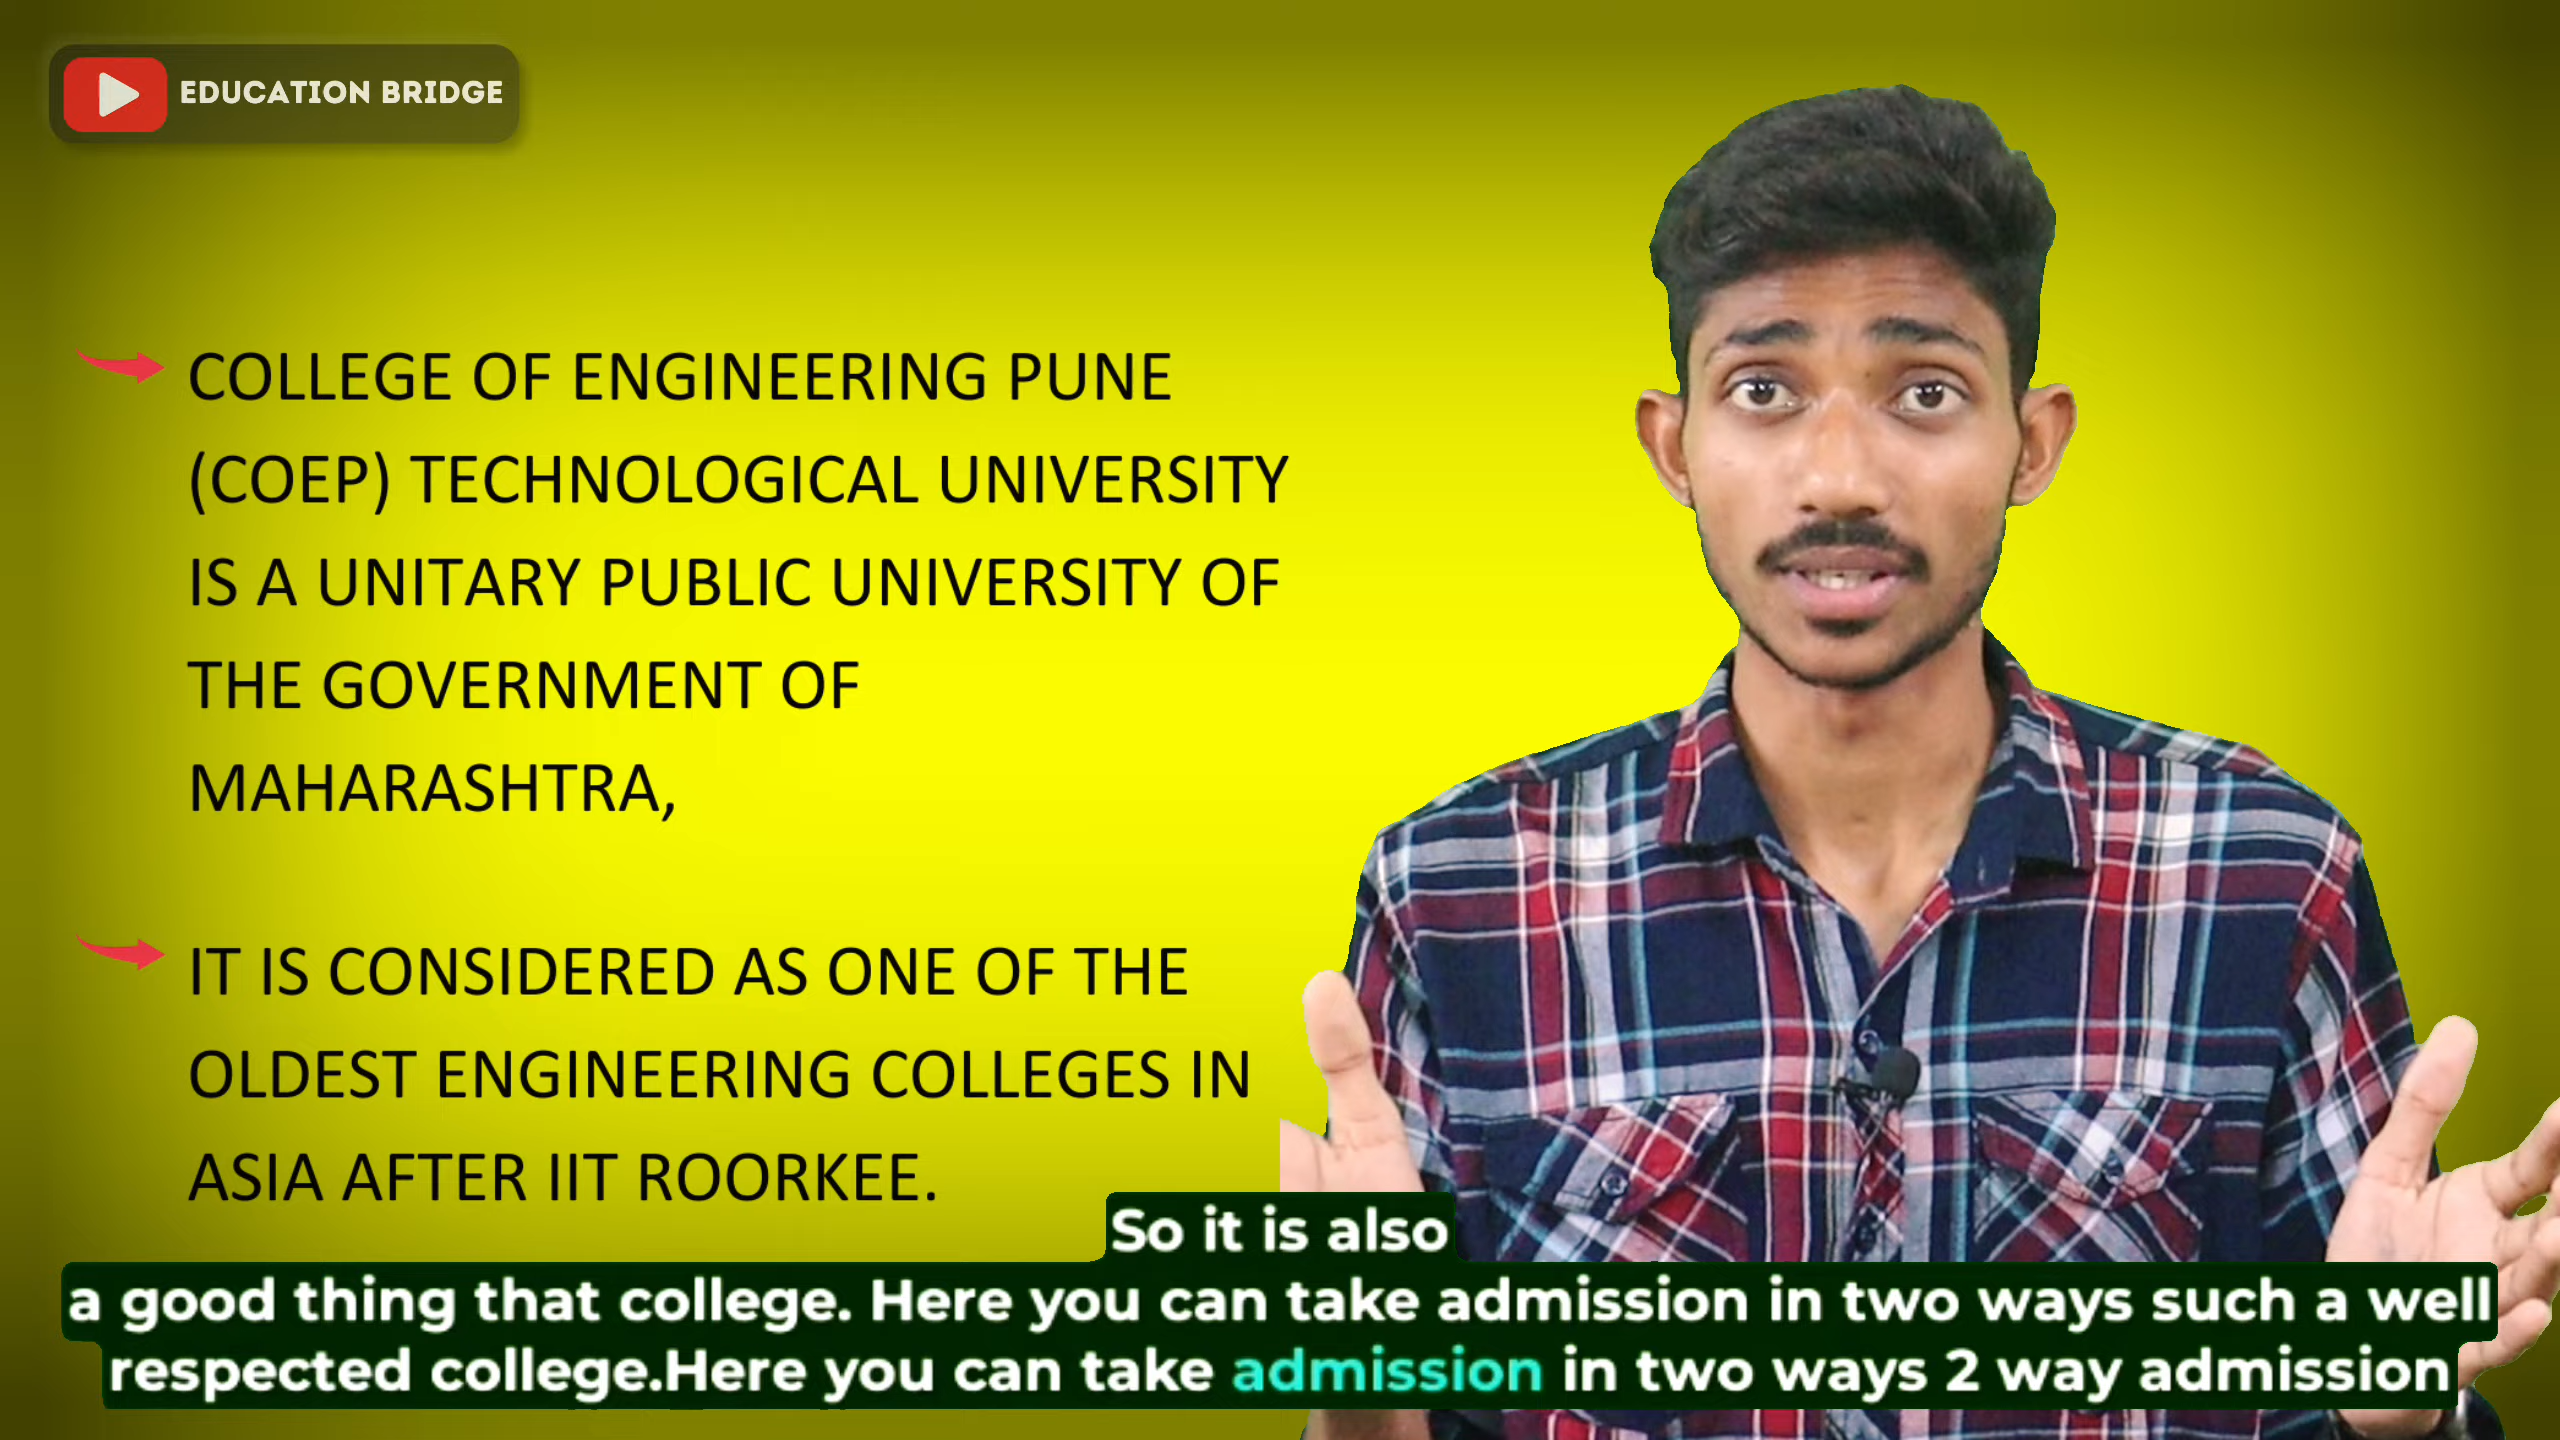 EDUCATION BRIDGE
COLLEGE OF ENGINEERING PUNE
(COEP) TECHNOLOGICAL UNIVERSITY
IS A UNITARY PUBLIC UNIVERSITY OF
THE GOVERNMENT OF
MAHARASHTRA,
IT IS CONSIDERED AS ONE OF THE
OLDEST ENGINEERING COLLEGES IN
ASIA AFTER IIT ROORKEE.
So it is also
a good thing that college. Here you can take admission in two ways such a well
respected college.Here you can take admission in two ways 2 way admission